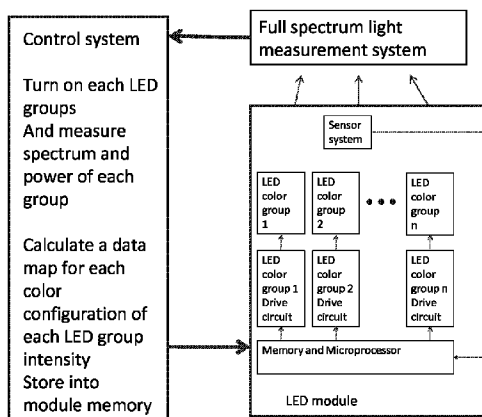 Control system
Turn on each LED
groups
And measure
spectrum and
power of each
group
Calculate a data
map for each
color
configuration of
each LED group
intensity
Store into
module memory
Full spectrum light
measurement system
Sensor
system
LED
color
group
1
LED
color
group
2
LED
color
group
n
LED
color
group 1
Drive
circuit
LED
color
group 2
Drive
circuit
LED
color
group n
Drive
circuit
Memory and Microprocessor
LED module